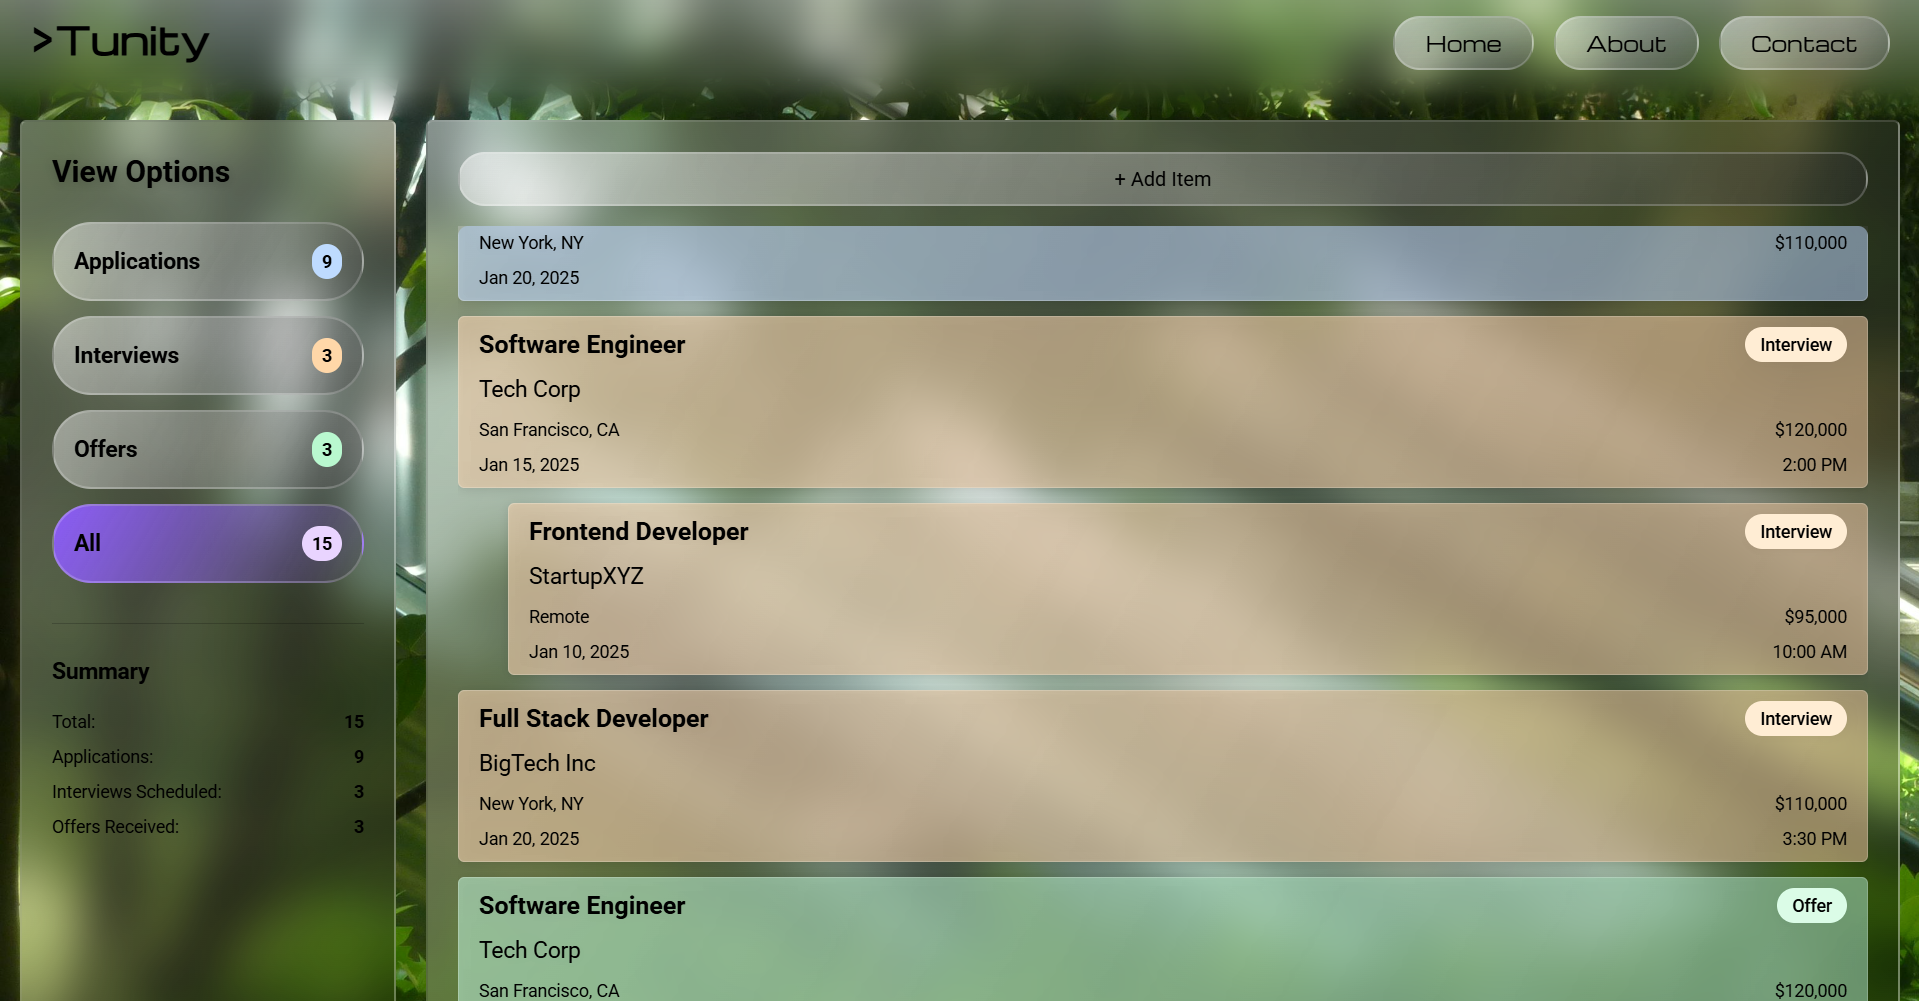 >Tunity
Home
About
Contact
View Options
Applications 9
Interviews 3
Offers 3
All 15
Summary
Total: 15
Applications: 9
Interviews Scheduled: 3
Offers Received: 3
+ Add Item
New York, NY $110,000
Jan 20, 2025
Software Engineer Interview
Tech Corp
San Francisco, CA $120,000
Jan 15, 2025 2:00 PM
Frontend Developer Interview
StartupXYZ
Remote $95,000
Jan 10, 2025 10:00 AM
Full Stack Developer Interview
BigTech Inc
New York, NY $110,000
Jan 20, 2025 3:30 PM
Software Engineer Offer
Tech Corp
San Francisco, CA $120,000